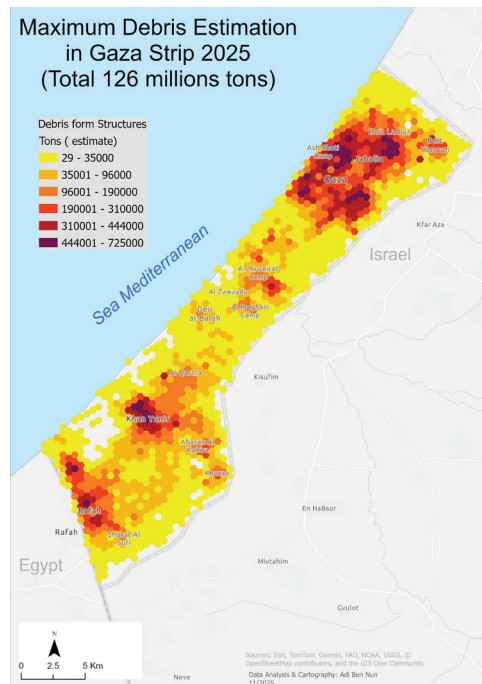 Maximum Debris Estimation
in Gaza Strip 2025
(Total 126 millions tons)
Debris form Structures
Tons ( estimate)
29 - 35000
35001 - 96000
96001 - 190000
190001 - 310000
310001 - 444000
444001 - 725000
Sea Mediterranean
Beit Lahiya
Ash Shati
Camp
Jabalia
Beit
Hanoun
Gaza
Kfar Aza
Israel
An Nuseirat
Camp
Al Zawayda
Deir
al-Balah
Al Maghazi
Camp
Kissufim
Al Qarara
Khan Yunis
Abasan Al
Kabira
Khuzaa
En HaBsor
Rafah
Rafah
Shokat Al
Sufi
Egypt
Mivtahim
Gvulot
N
0
2.5
5 Km
Neve
Sources: Esri, TomTom, Garmin, FAO, NOAA, USGS, ©
OpenStreetMap contributors, and the GIS User Community
Data Analysis & Cartography: Adi Ben Nun
11/2025